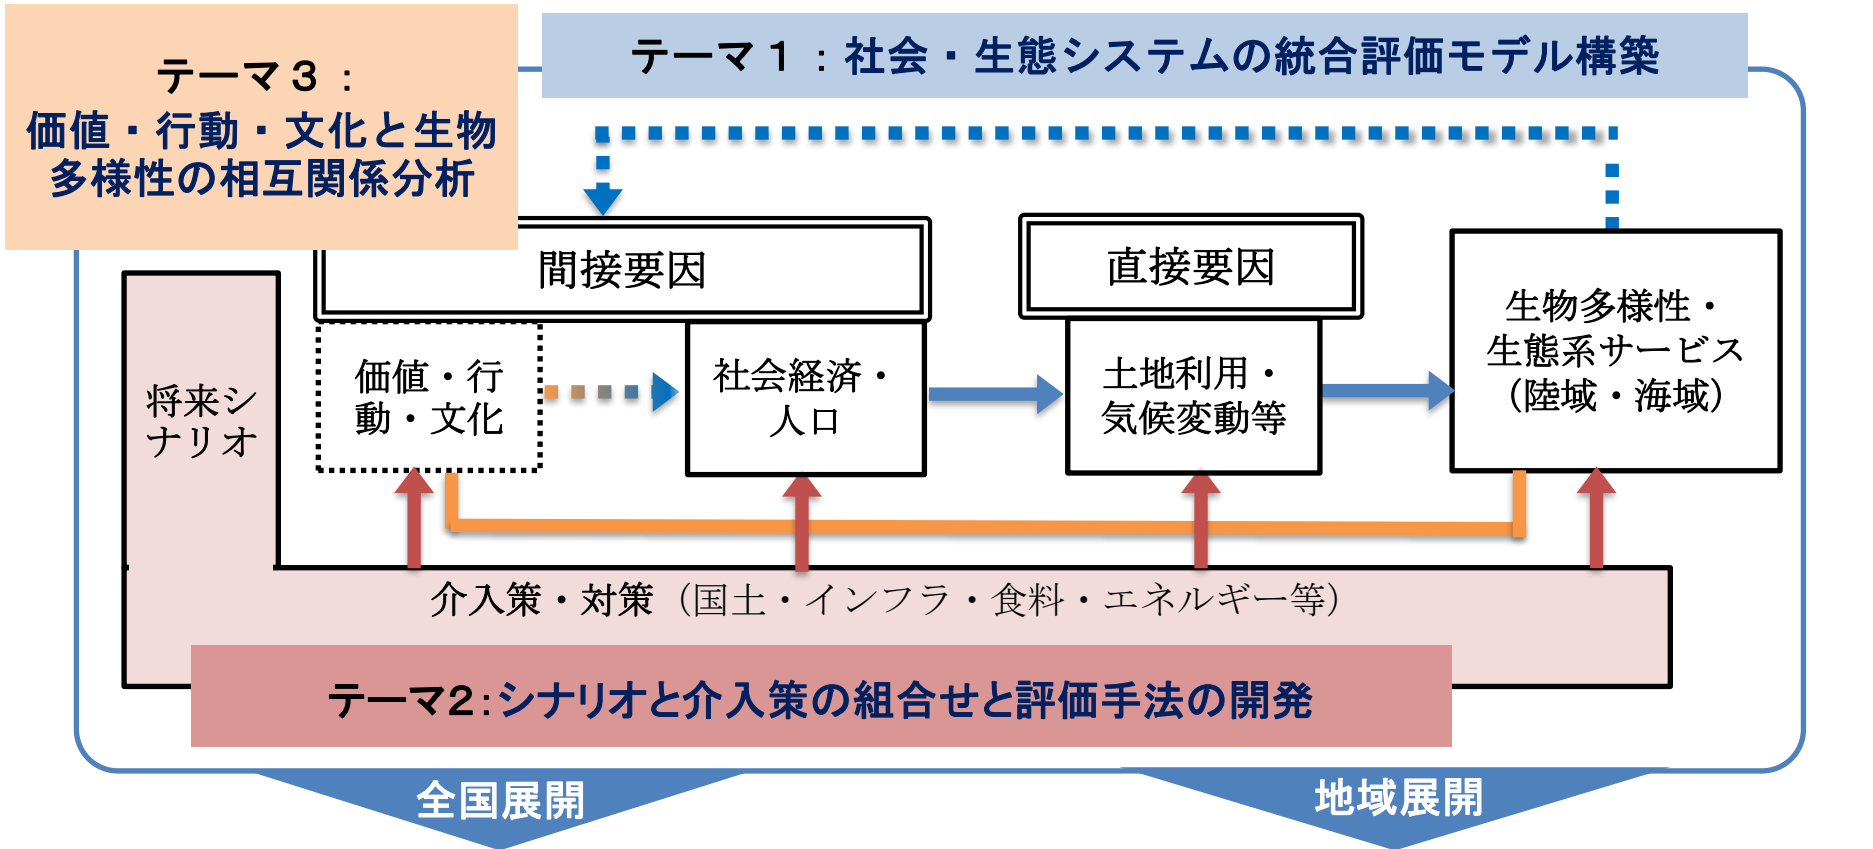 テーマ３：
価値・行動・文化と生物
多様性の相互関係分析
テーマ１：社会・生態システムの統合評価モデル構築
間接要因
直接要因
価値・行
動・文化
社会経済・
人口
土地利用・
気候変動等
生物多様性・
生態系サービス
（陸域・海域）
将来シ
ナリオ
介入策・対策（国土・インフラ・食料・エネルギー等）
テーマ2：シナリオと介入策の組合せと評価手法の開発
全国展開
地域展開